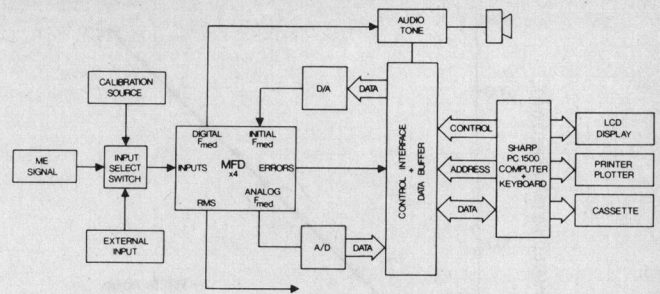 AUDIO
TONE
CALIBRATION
SOURCE
D/A
DATA
DIGITAL
Fmed
INITIAL
Fmed
CONTROL
LCD
DISPLAY
ME
SIGNAL
INPUT
SELECT
SWITCH
INPUTS
MFD
x4
ERRORS
CONTROL INTERFACE
+
DATA BUFFER
ADDRESS
SHARP
PC 1500
COMPUTER
+
KEYBOARD
PRINTER
PLOTTER
RMS
ANALOG
Fmed
DATA
CASSETTE
EXTERNAL
INPUT
A/D
DATA